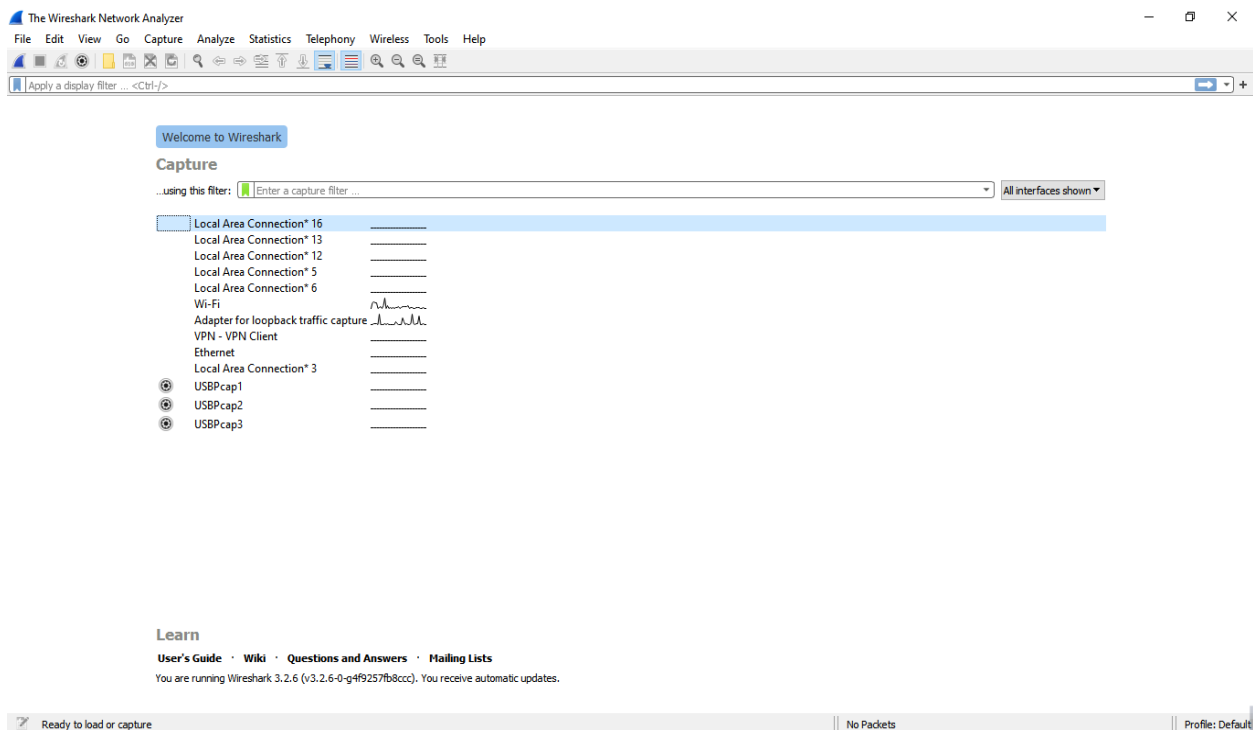 The Wireshark Network Analyzer
File Edit View Go Capture Analyze Statistics Telephony Wireless Tools Help
Apply a display filter ... <Ctrl-/>
+
Welcome to Wireshark
Capture
...using this filter: Enter a capture filter ... All interfaces shown
Local Area Connection* 16
Local Area Connection* 13
Local Area Connection* 12
Local Area Connection* 5
Local Area Connection* 6
Wi-Fi
Adapter for loopback traffic capture
VPN - VPN Client
Ethernet
Local Area Connection* 3
USBPcap1
USBPcap2
USBPcap3
Learn
User's Guide · Wiki · Questions and Answers · Mailing Lists
You are running Wireshark 3.2.6 (v3.2.6-0-g4f9257fb8ccc). You receive automatic updates.
Ready to load or capture No Packets Profile: Default